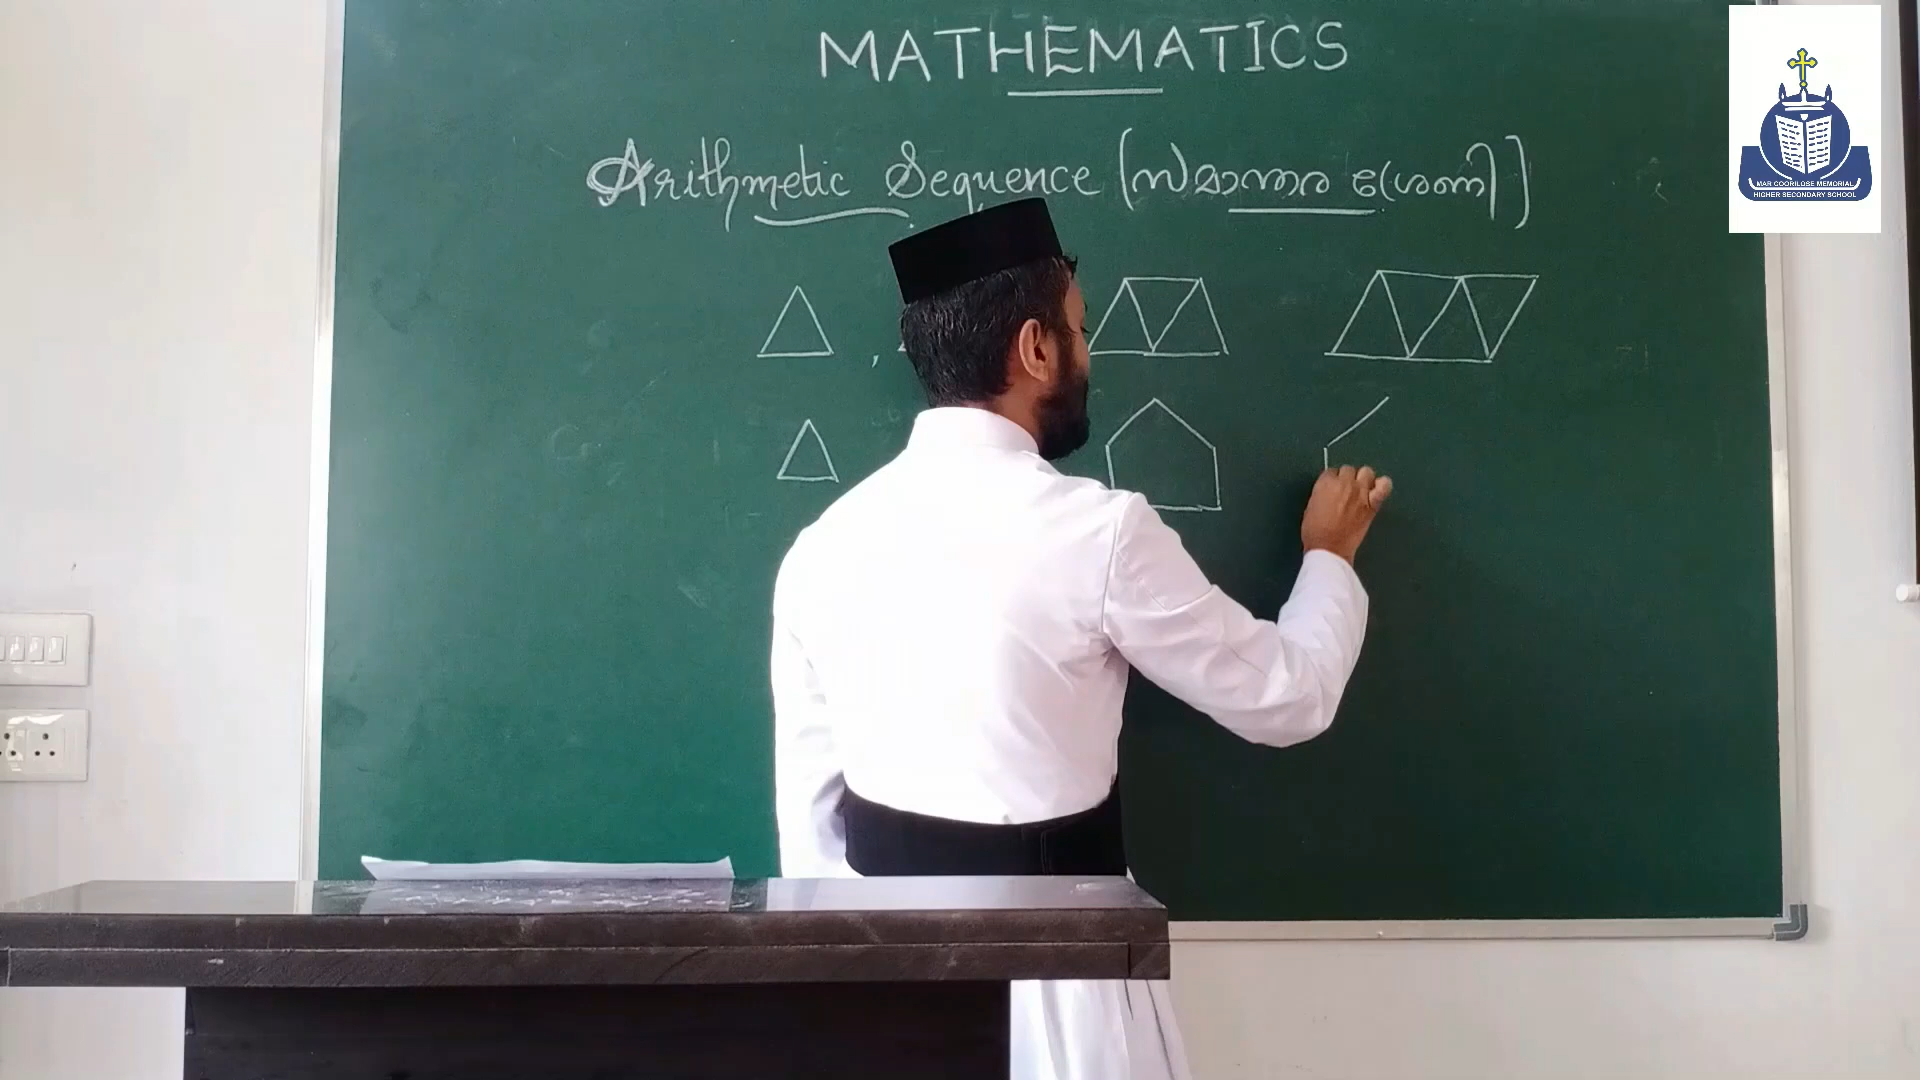 MATHEMATICS
Arithmetic Sequence (സമാന്തര ശ്രേണി)
MAR COORILOSE MEMORIAL
HIGHER SECONDARY SCHOOL